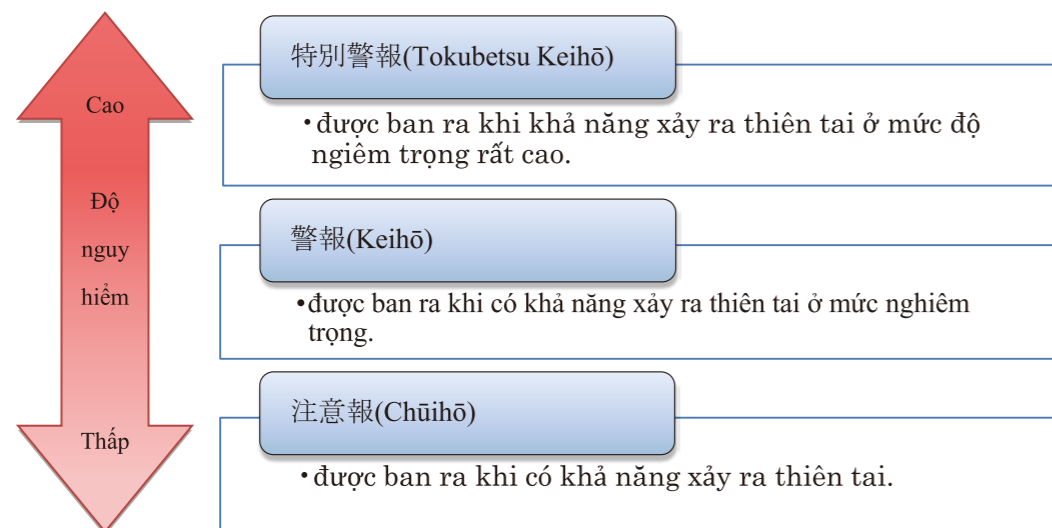 Cao
Độ
nguy
hiểm
Thấp
特別警報(Tokubetsu Keihō)
•được ban ra khi khả năng xảy ra thiên tai ở mức độ
ngiêm trọng rất cao.
警報(Keihō)
•được ban ra khi có khả năng xảy ra thiên tai ở mức nghiêm
trọng.
注意報(Chūihō)
•được ban ra khi có khả năng xảy ra thiên tai.